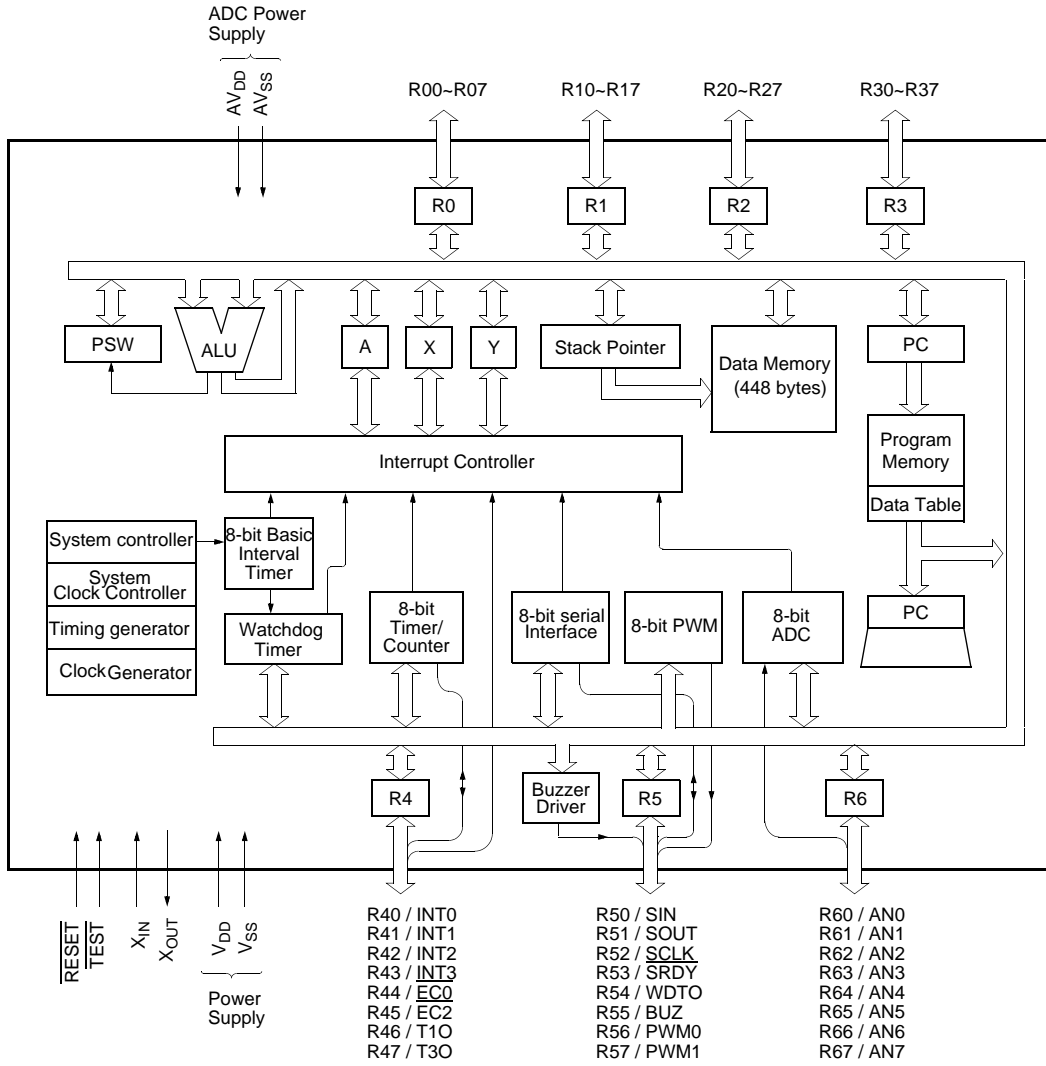 ADC Power
Supply
AVDD
AVSS
R00~R07
R10~R17
R20~R27
R30~R37
R0
R1
R2
R3
PSW
ALU
A
X
Y
Stack Pointer
Data Memory
(448 bytes)
PC
Interrupt Controller
Program
Memory
Data Table
System controller
System
Clock Controller
Timing generator
Clock Generator
8-bit Basic
Interval
Timer
Watchdog
Timer
8-bit
Timer/
Counter
8-bit serial
Interface
8-bit PWM
8-bit
ADC
PC
R4
Buzzer
Driver
R5
R6
RESET
TEST
XIN
XOUT
VDD
VSS
Power
Supply
R40 / INT0
R41 / INT1
R42 / INT2
R43 / INT3
R44 / EC0
R45 / EC2
R46 / T1O
R47 / T3O
R50 / SIN
R51 / SOUT
R52 / SCLK
R53 / SRDY
R54 / WDTO
R55 / BUZ
R56 / PWM0
R57 / PWM1
R60 / AN0
R61 / AN1
R62 / AN2
R63 / AN3
R64 / AN4
R65 / AN5
R66 / AN6
R67 / AN7